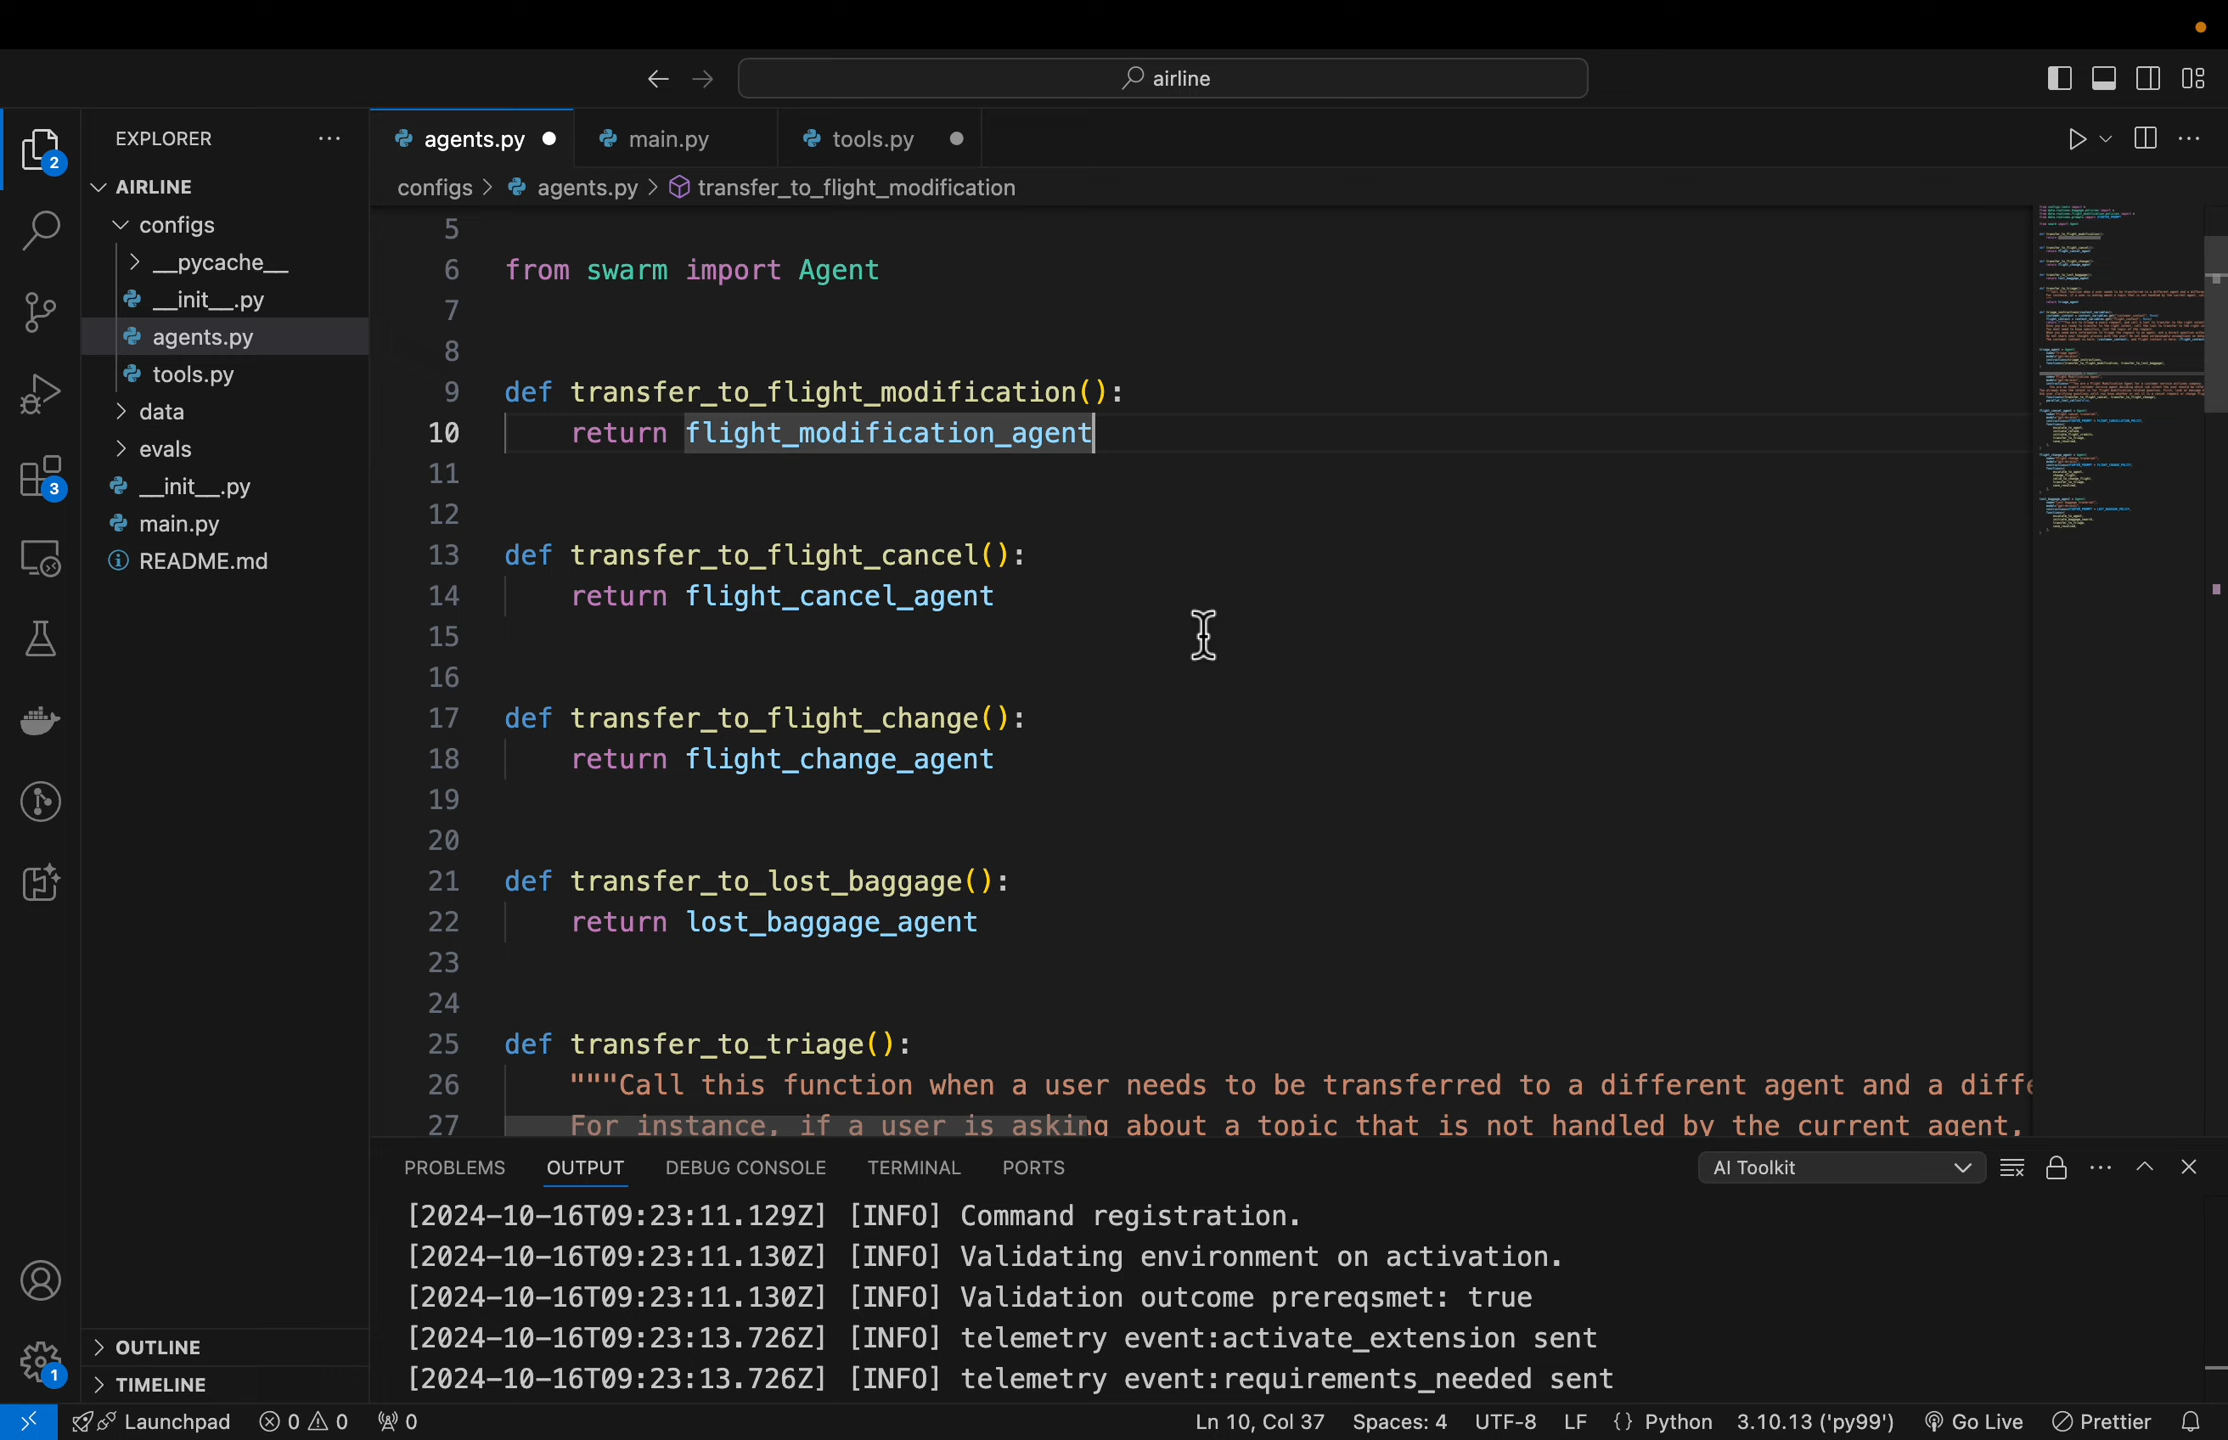 airline
EXPLORER
agents.py
main.py
tools.py
configs > agents.py > transfer_to_flight_modification
2
AIRLINE
configs
__pycache__
__init__.py
agents.py
tools.py
data
evals
__init__.py
main.py
README.md
3
5
6 from swarm import Agent
7
8
9 def transfer_to_flight_modification():
10 return flight_modification_agent
11
12
13 def transfer_to_flight_cancel():
14 return flight_cancel_agent
15
16
17 def transfer_to_flight_change():
18 return flight_change_agent
19
20
21 def transfer_to_lost_baggage():
22 return lost_baggage_agent
23
24
25 def transfer_to_triage():
26 """Call this function when a user needs to be transferred to a different agent and a diffe
27 For instance, if a user is asking about a topic that is not handled by the current agent,
PROBLEMS OUTPUT DEBUG CONSOLE TERMINAL PORTS AI Toolkit
[2024-10-16T09:23:11.129Z] [INFO] Command registration.
[2024-10-16T09:23:11.130Z] [INFO] Validating environment on activation.
[2024-10-16T09:23:11.130Z] [INFO] Validation outcome prereqsmet: true
[2024-10-16T09:23:13.726Z] [INFO] telemetry event:activate_extension sent
[2024-10-16T09:23:13.726Z] [INFO] telemetry event:requirements_needed sent
OUTLINE
TIMELINE
1
Launchpad 0 0 0 Ln 10, Col 37 Spaces: 4 UTF-8 LF {} Python 3.10.13 ('py99') Go Live Prettier